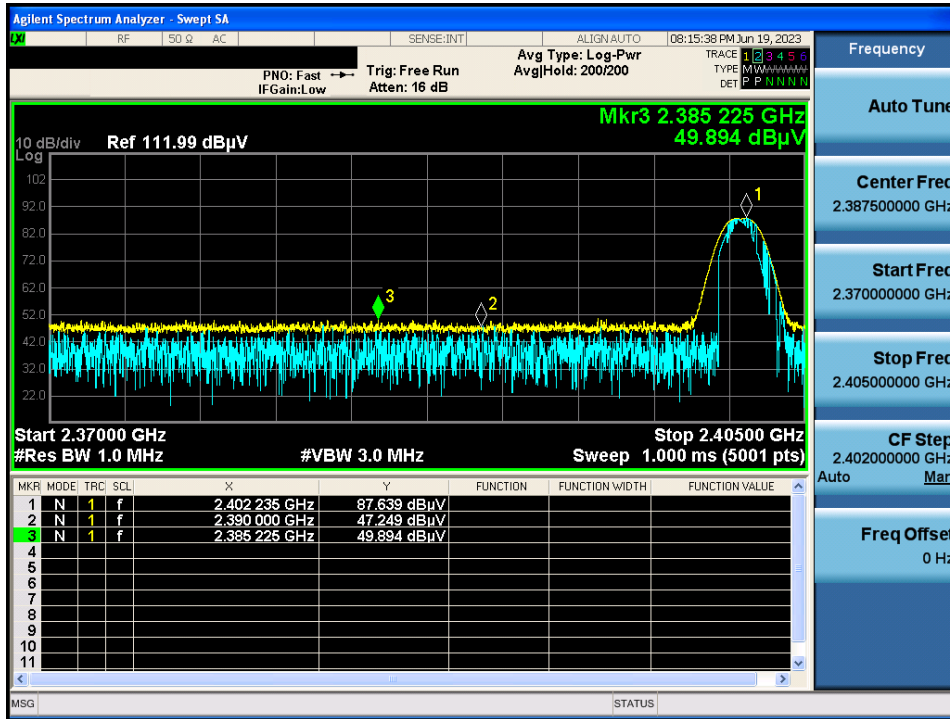 Agilent Spectrum Analyzer - Swept SA
LXI RF 50 Ω AC SENSE:INT ALIGN AUTO 08:15:38 PM Jun 19, 2023
PNO: Fast
IFGain:Low
Trig: Free Run
Atten: 16 dB
Avg Type: Log-Pwr
Avg|Hold: 200/200
TRACE 1 2 3 4 5 6
TYPE M W W W W W
DET P P N N N N
Mkr3 2.385 225 GHz
49.894 dBµV
10 dB/div Ref 111.99 dBµV
Log
102
92.0
82.0
72.0
62.0
52.0
42.0
32.0
22.0
1
2
3
Start 2.37000 GHz Stop 2.40500 GHz
#Res BW 1.0 MHz #VBW 3.0 MHz Sweep 1.000 ms (5001 pts)
MKR MODE TRC SCL X Y FUNCTION FUNCTION WIDTH FUNCTION VALUE
1 N 1 f 2.402 235 GHz 87.639 dBµV
2 N 1 f 2.390 000 GHz 47.249 dBµV
3 N 1 f 2.385 225 GHz 49.894 dBµV
4
5
6
7
8
9
10
11
MSG STATUS
Frequency
Auto Tune
Center Freq
2.387500000 GHz
Start Freq
2.370000000 GHz
Stop Freq
2.405000000 GHz
CF Step
2.402000000 GHz
Auto Man
Freq Offset
0 Hz